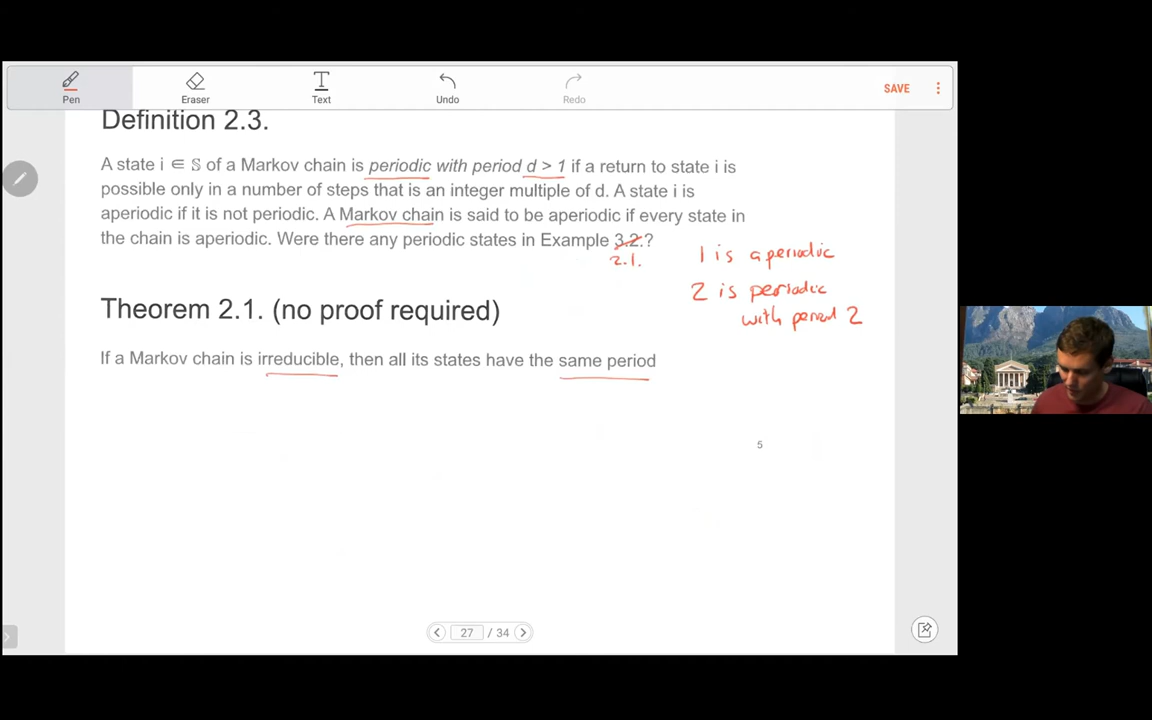 Pen
Eraser
Text
Undo
Redo
SAVE
Definition 2.3.
A state i ∈ 𝕊 of a Markov chain is periodic with period d > 1 if a return to state i is
possible only in a number of steps that is an integer multiple of d. A state i is
aperiodic if it is not periodic. A Markov chain is said to be aperiodic if every state in
the chain is aperiodic. Were there any periodic states in Example 3.2.?
2.1.
1 is aperiodic
2 is periodic
with period 2
Theorem 2.1. (no proof required)
If a Markov chain is irreducible, then all its states have the same period
5
27 / 34